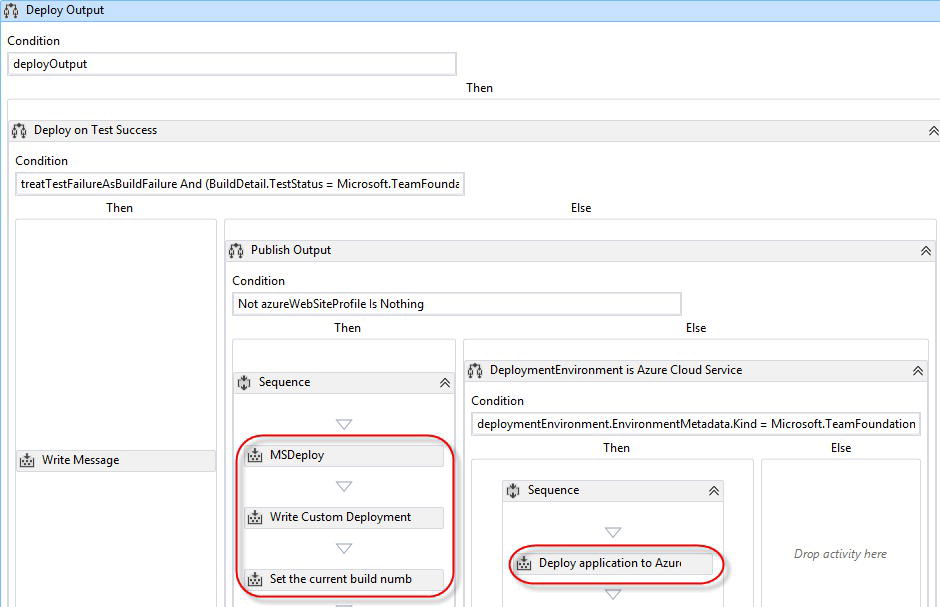 Deploy Output
Condition
deployOutput
Then
Deploy on Test Success
Condition
treatTestFailureAsBuildFailure And (BuildDetail.TestStatus = Microsoft.TeamFounda
Then
Else
Publish Output
Condition
Not azureWebSiteProfile Is Nothing
Then
Else
Sequence
DeploymentEnvironment is Azure Cloud Service
Condition
deploymentEnvironment.EnvironmentMetadata.Kind = Microsoft.TeamFoundation
Then
Else
MSDeploy
Write Message
Sequence
Write Custom Deployment
Drop activity here
Deploy application to Azure
Set the current build numb